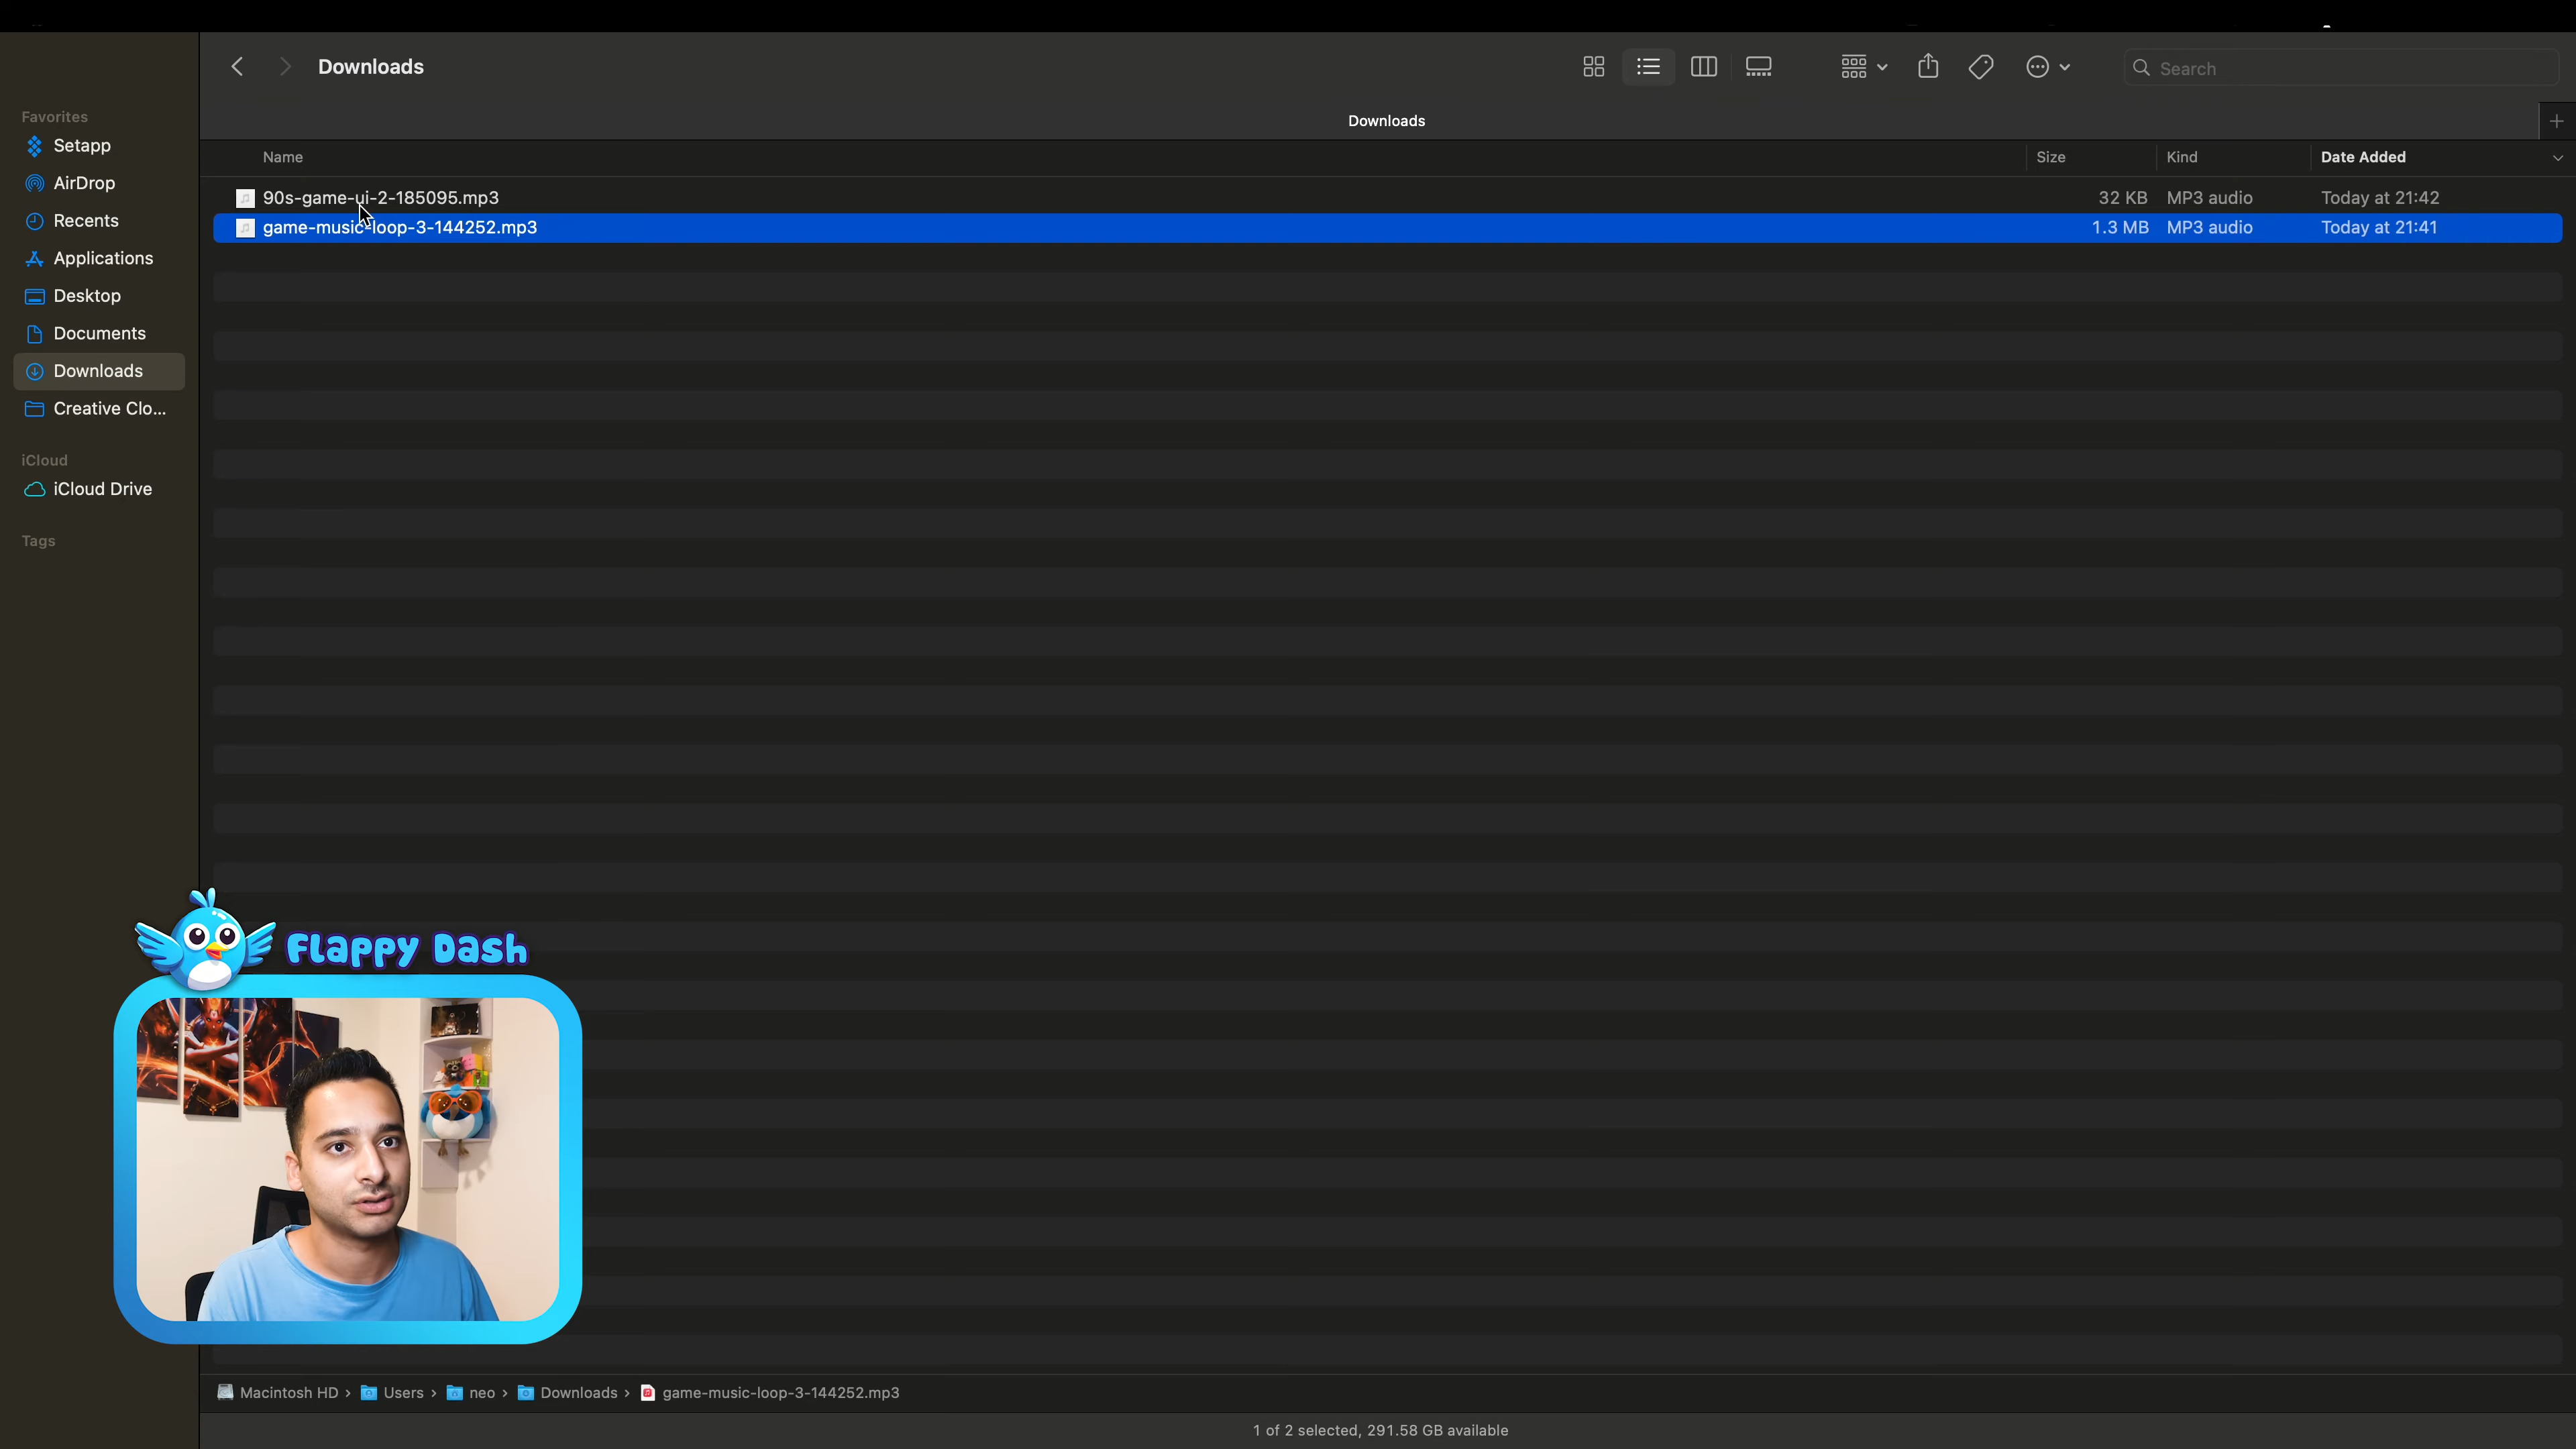 Downloads
Search
Downloads
Favorites
Setapp
AirDrop
Recents
Applications
Desktop
Documents
Downloads
Creative Clo...
iCloud
iCloud Drive
Tags
Name Size Kind Date Added
90s-game-ui-2-185095.mp3 32 KB MP3 audio Today at 21:42
game-music-loop-3-144252.mp3 1.3 MB MP3 audio Today at 21:41
Flappy Dash
Macintosh HD › Users › neo › Downloads › game-music-loop-3-144252.mp3
1 of 2 selected, 291.58 GB available